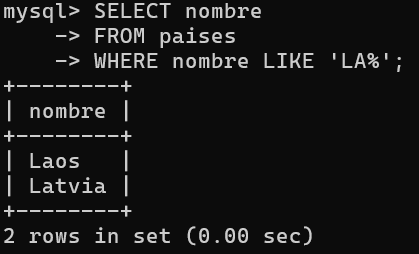 mysql> SELECT nombre
    -> FROM paises
    -> WHERE nombre LIKE 'LA%';
+--------+
| nombre |
+--------+
| Laos   |
| Latvia |
+--------+
2 rows in set (0.00 sec)